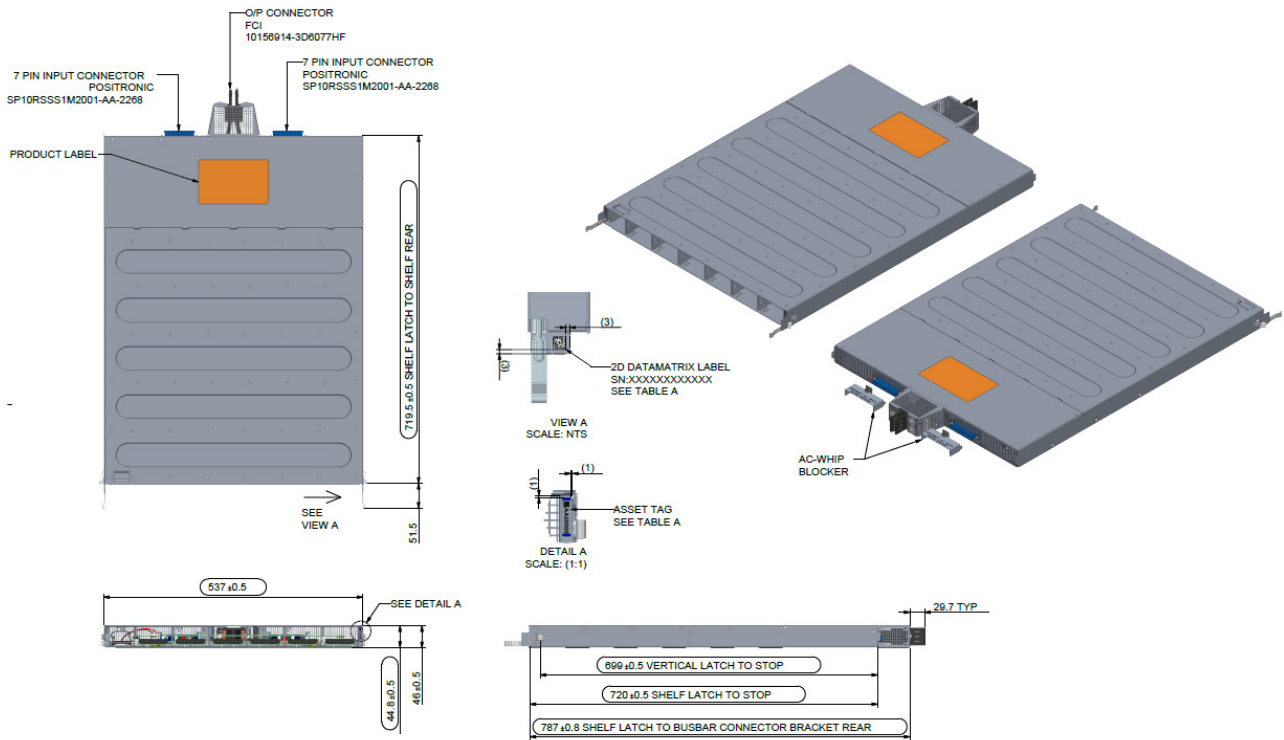 O/P CONNECTOR
FCI
10156914-3D6077HF
7 PIN INPUT CONNECTOR
POSITRONIC
SP10RSSS1M2001-AA-2268
7 PIN INPUT CONNECTOR
POSITRONIC
SP10RSSS1M2001-AA-2268
PRODUCT LABEL
719.5 ±0.5 SHELF LATCH TO SHELF REAR
51.5
SEE
VIEW A
(3)
(3)
2D DATAMATRIX LABEL
SN:XXXXXXXXXXXX
SEE TABLE A
VIEW A
SCALE: NTS
AC-WHIP
BLOCKER
(1)
(1)
ASSET TAG
SEE TABLE A
DETAIL A
SCALE: (1:1)
537 ±0.5
SEE DETAIL A
44.8±0.5
46±0.5
29.7 TYP
699 ±0.5 VERTICAL LATCH TO STOP
720 ±0.5 SHELF LATCH TO STOP
787 ±0.8 SHELF LATCH TO BUSBAR CONNECTOR BRACKET REAR